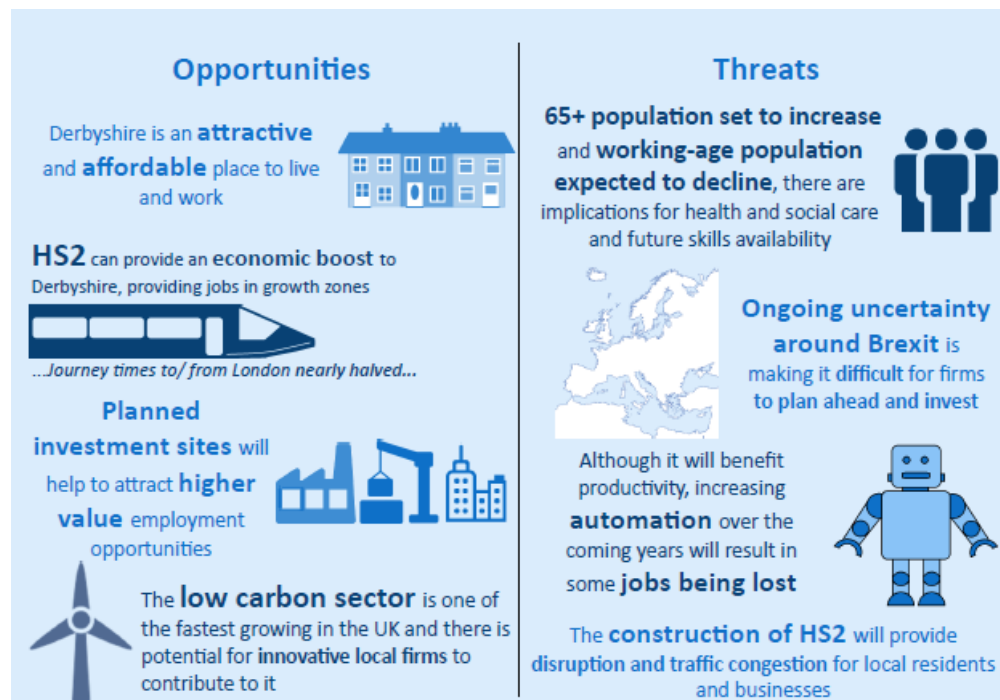 Opportunities
Derbyshire is an attractive
and affordable place to live
and work
HS2 can provide an economic boost to
Derbyshire, providing jobs in growth zones
...Journey times to/ from London nearly halved...
Planned
investment sites will
help to attract higher
value employment
opportunities
The low carbon sector is one of
the fastest growing in the UK and there is
potential for innovative local firms to
contribute to it
Threats
65+ population set to increase
and working-age population
expected to decline, there are
implications for health and social care
and future skills availability
Ongoing uncertainty
around Brexit is
making it difficult for firms
to plan ahead and invest
Although it will benefit
productivity, increasing
automation over the
coming years will result in
some jobs being lost
The construction of HS2 will provide
disruption and traffic congestion for local residents
and businesses